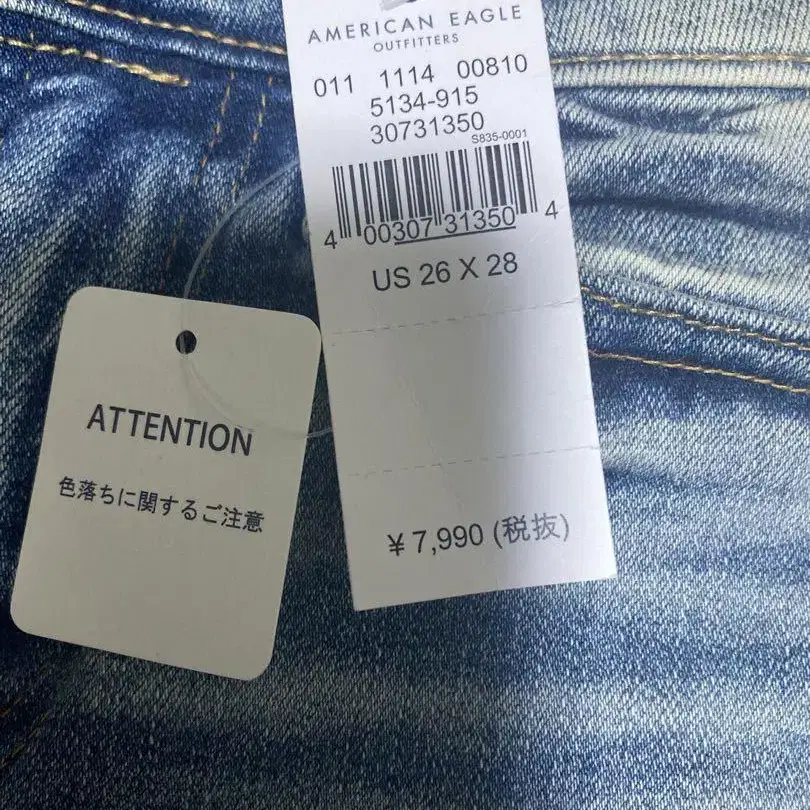 AMERICAN EAGLE
OUTFITTERS
011 1114 00810
5134-915
30731350
S835-0001
4 00307 31350 4
US 26 X 28
¥7,990 (税抜)
ATTENTION
色落ちに関するご注意